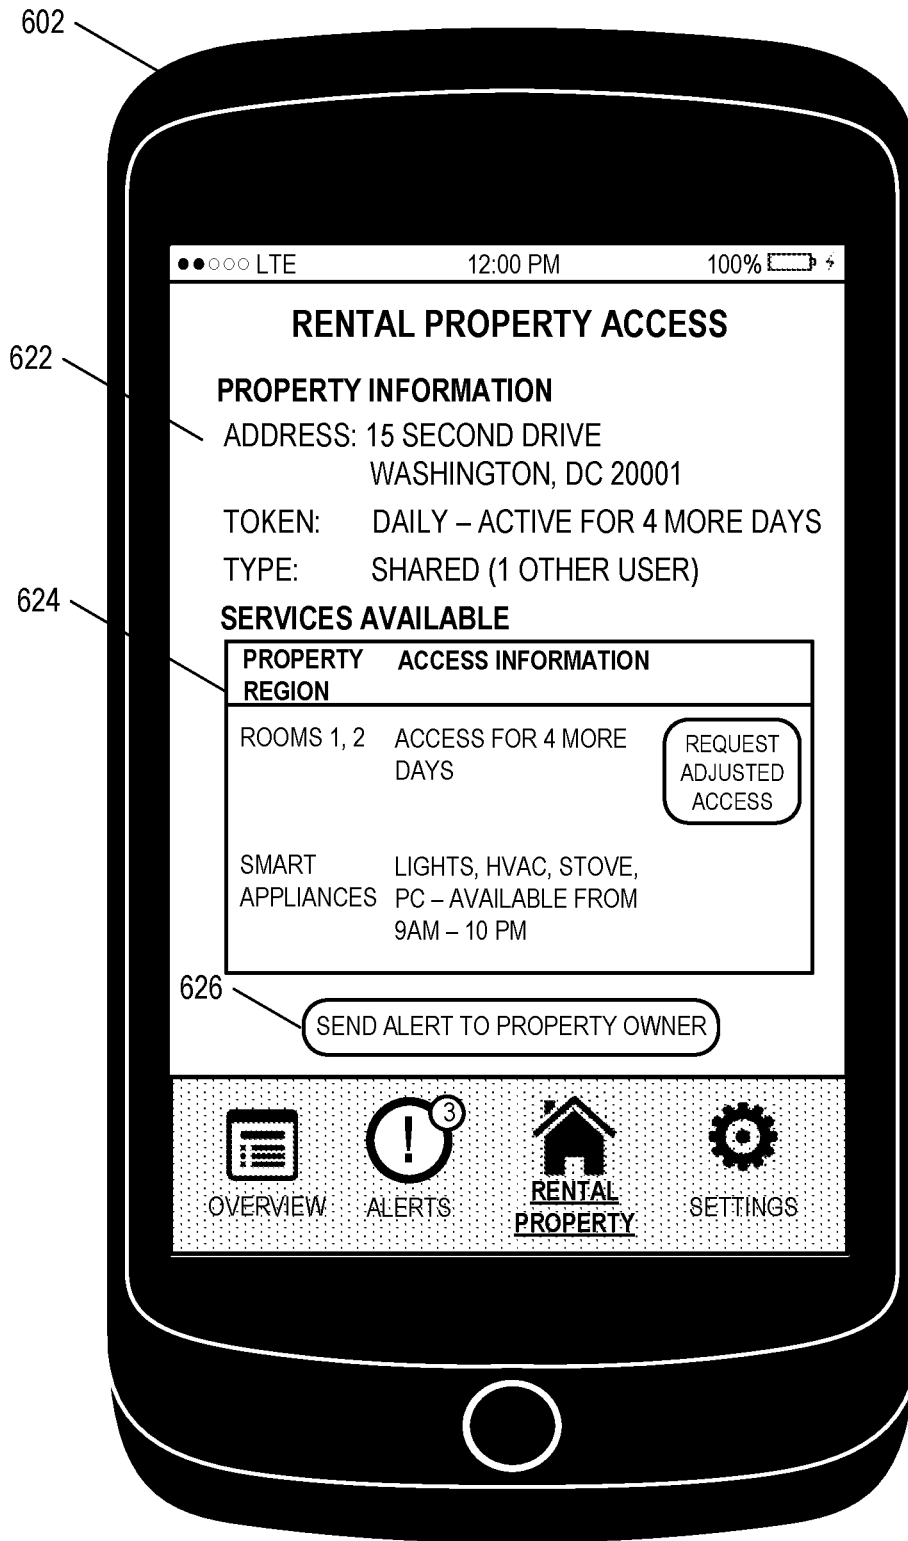 602
LTE 12:00 PM 100%
RENTAL PROPERTY ACCESS
622
PROPERTY INFORMATION
ADDRESS: 15 SECOND DRIVE
WASHINGTON, DC 20001
TOKEN: DAILY – ACTIVE FOR 4 MORE DAYS
TYPE: SHARED (1 OTHER USER)
624
SERVICES AVAILABLE
PROPERTY ACCESS INFORMATION
REGION
ROOMS 1, 2 ACCESS FOR 4 MORE
DAYS
REQUEST
ADJUSTED
ACCESS
SMART LIGHTS, HVAC, STOVE,
APPLIANCES PC – AVAILABLE FROM
9AM – 10 PM
626
SEND ALERT TO PROPERTY OWNER
3
OVERVIEW ALERTS RENTAL SETTINGS
PROPERTY